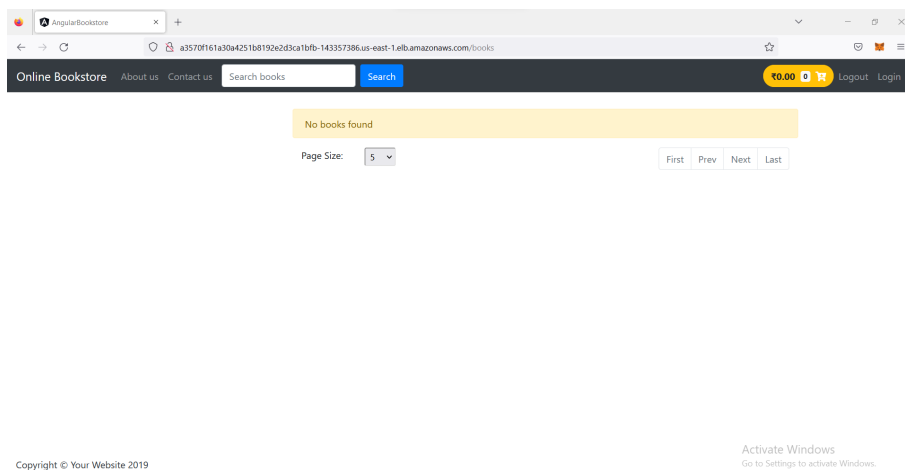 AngularBookstore
a3570f161a30a4251b8192e2d3ca1bfb-143357386.us-east-1.elb.amazonaws.com/books
Online Bookstore About us Contact us Search books Search ₹0.00 0 Logout Login
No books found
Page Size: 5 First Prev Next Last
Activate Windows
Go to Settings to activate Windows.
Copyright © Your Website 2019